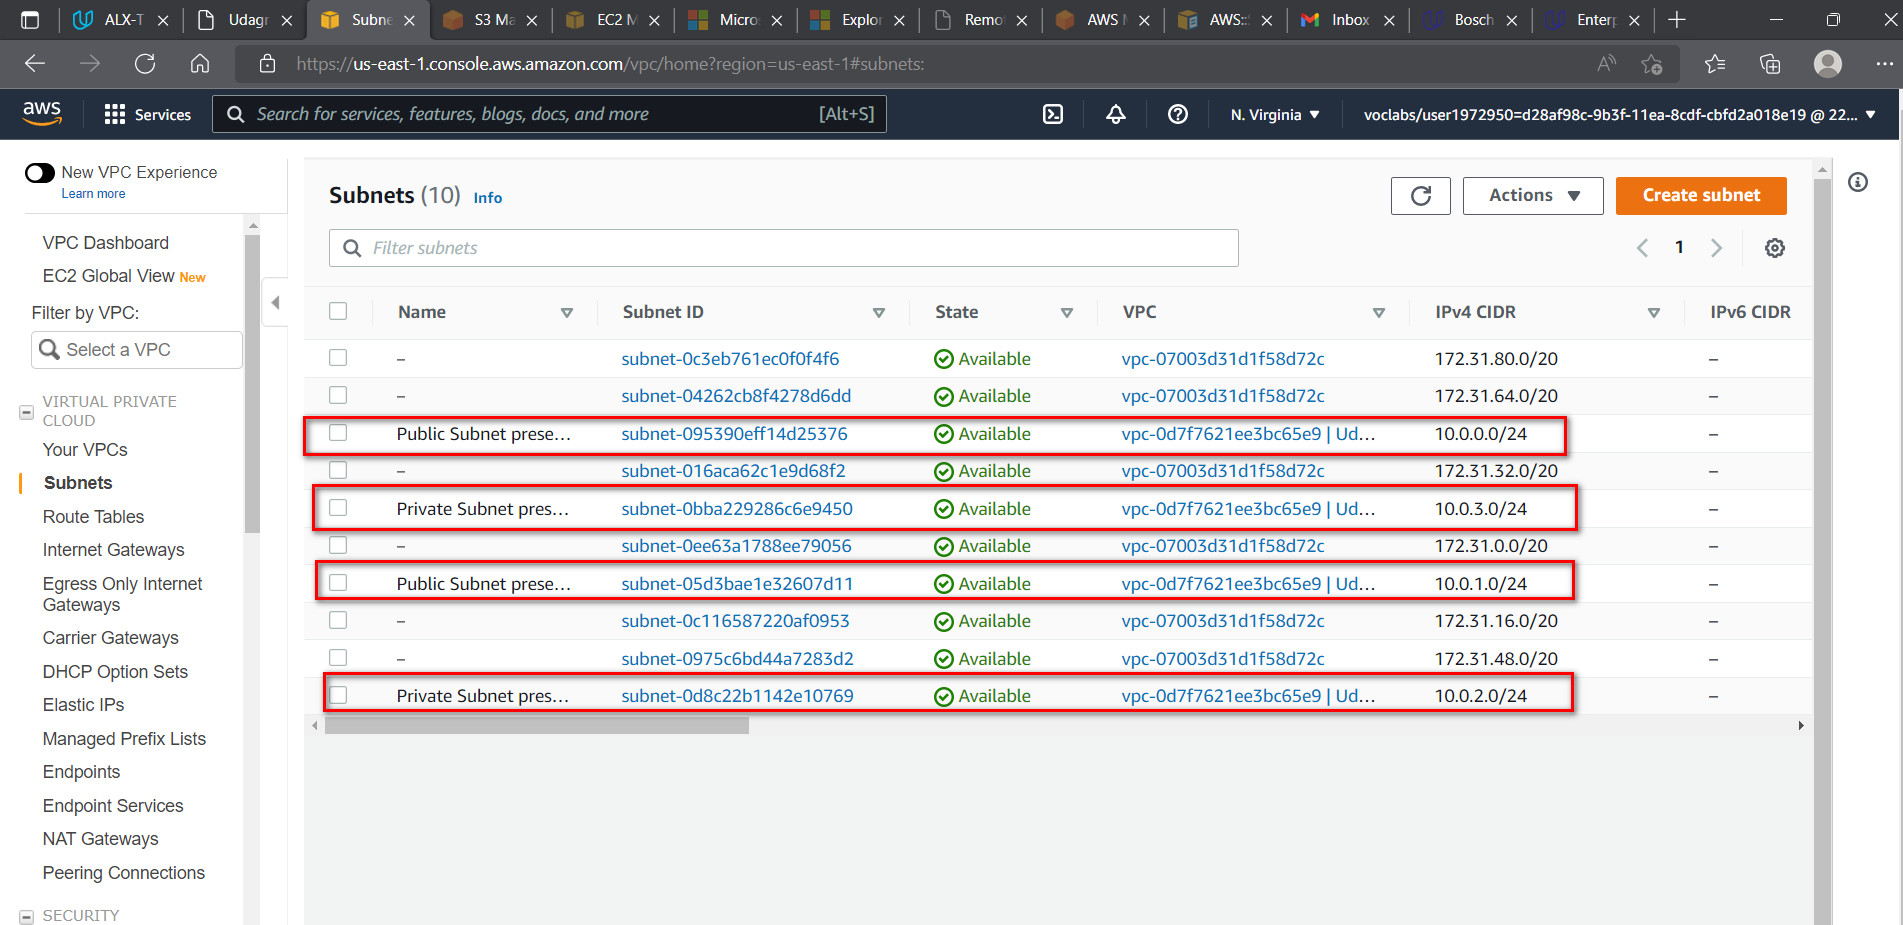 ALX-T
Udagr
Subne
S3 Ma
EC2 M
Micro
Explor
Remo
AWS M
AWS::
Inbox
Bosch
Enterp
https://us-east-1.console.aws.amazon.com/vpc/home?region=us-east-1#subnets:
aws
Services
Search for services, features, blogs, docs, and more
[Alt+S]
N. Virginia
voclabs/user1972950=d28af98c-9b3f-11ea-8cdf-cbfd2a018e19 @ 22...
New VPC Experience
Learn more
VPC Dashboard
EC2 Global View New
Filter by VPC:
Select a VPC
VIRTUAL PRIVATE
CLOUD
Your VPCs
Subnets
Route Tables
Internet Gateways
Egress Only Internet
Gateways
Carrier Gateways
DHCP Option Sets
Elastic IPs
Managed Prefix Lists
Endpoints
Endpoint Services
NAT Gateways
Peering Connections
SECURITY
Subnets (10) Info
Actions
Create subnet
Filter subnets
1
Name Subnet ID State VPC IPv4 CIDR IPv6 CIDR
– subnet-0c3eb761ec0f0f4f6 Available vpc-07003d31d1f58d72c 172.31.80.0/20 –
– subnet-04262cb8f4278d6dd Available vpc-07003d31d1f58d72c 172.31.64.0/20 –
Public Subnet prese... subnet-095390eff14d25376 Available vpc-0d7f7621ee3bc65e9 | Ud... 10.0.0.0/24 –
– subnet-016aca62c1e9d68f2 Available vpc-07003d31d1f58d72c 172.31.32.0/20 –
Private Subnet pres... subnet-0bba229286c6e9450 Available vpc-0d7f7621ee3bc65e9 | Ud... 10.0.3.0/24 –
– subnet-0ee63a1788ee79056 Available vpc-07003d31d1f58d72c 172.31.0.0/20 –
Public Subnet prese... subnet-05d3bae1e32607d11 Available vpc-0d7f7621ee3bc65e9 | Ud... 10.0.1.0/24 –
– subnet-0c116587220af0953 Available vpc-07003d31d1f58d72c 172.31.16.0/20 –
– subnet-0975c6bd44a7283d2 Available vpc-07003d31d1f58d72c 172.31.48.0/20 –
Private Subnet pres... subnet-0d8c22b1142e10769 Available vpc-0d7f7621ee3bc65e9 | Ud... 10.0.2.0/24 –